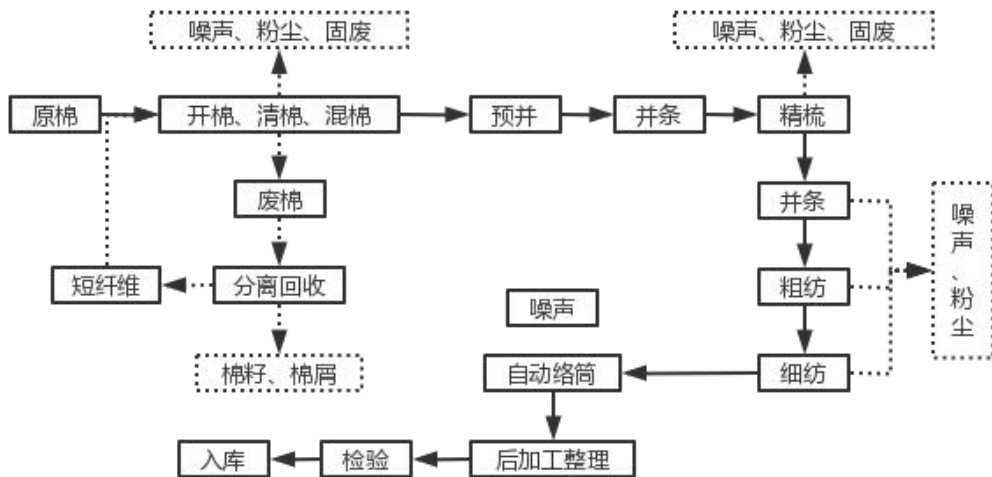 噪声、粉尘、固废
噪声、粉尘、固废
原棉
开棉、清棉、混棉
预并
并条
精梳
废棉
并条
噪声、粉尘
短纤维
分离回收
粗纺
噪声
棉籽、棉屑
自动络筒
细纺
入库
检验
后加工整理